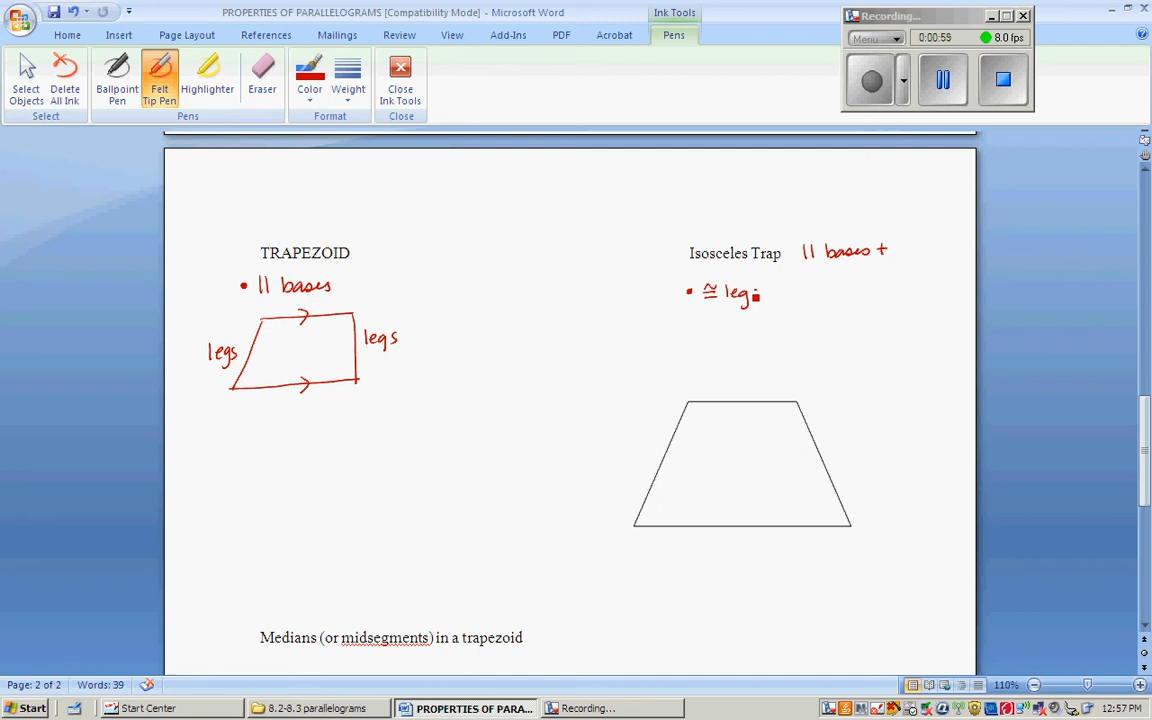 PROPERTIES OF PARALLELOGRAMS [Compatibility Mode] - Microsoft Word
Ink Tools
Home Insert Page Layout References Mailings Review View Add-Ins PDF Acrobat Pens
Recording...
Menu 0:00:59 8.0 fps
Select Objects
Delete All Ink
Ballpoint Pen
Felt Tip Pen
Highlighter
Eraser
Color
Weight
Close Ink Tools
Select Pens Format Close
TRAPEZOID
• || bases
legs
legs
Isosceles Trap || bases +
• ≅ leg
Medians (or midsegments) in a trapezoid
Page: 2 of 2 Words: 39 110%
Start Start Center 8.2-8.3 parallelograms PROPERTIES OF PARA... Recording... 12:57 PM